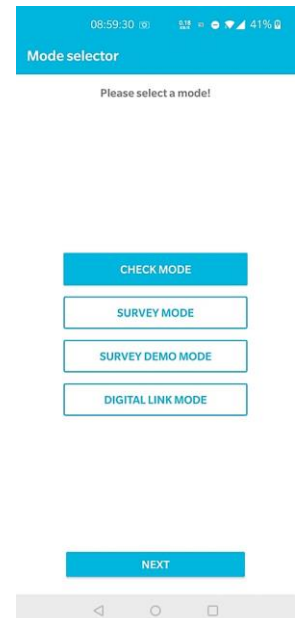 08:59:30 41%
Mode selector
Please select a mode!
CHECK MODE
SURVEY MODE
SURVEY DEMO MODE
DIGITAL LINK MODE
NEXT